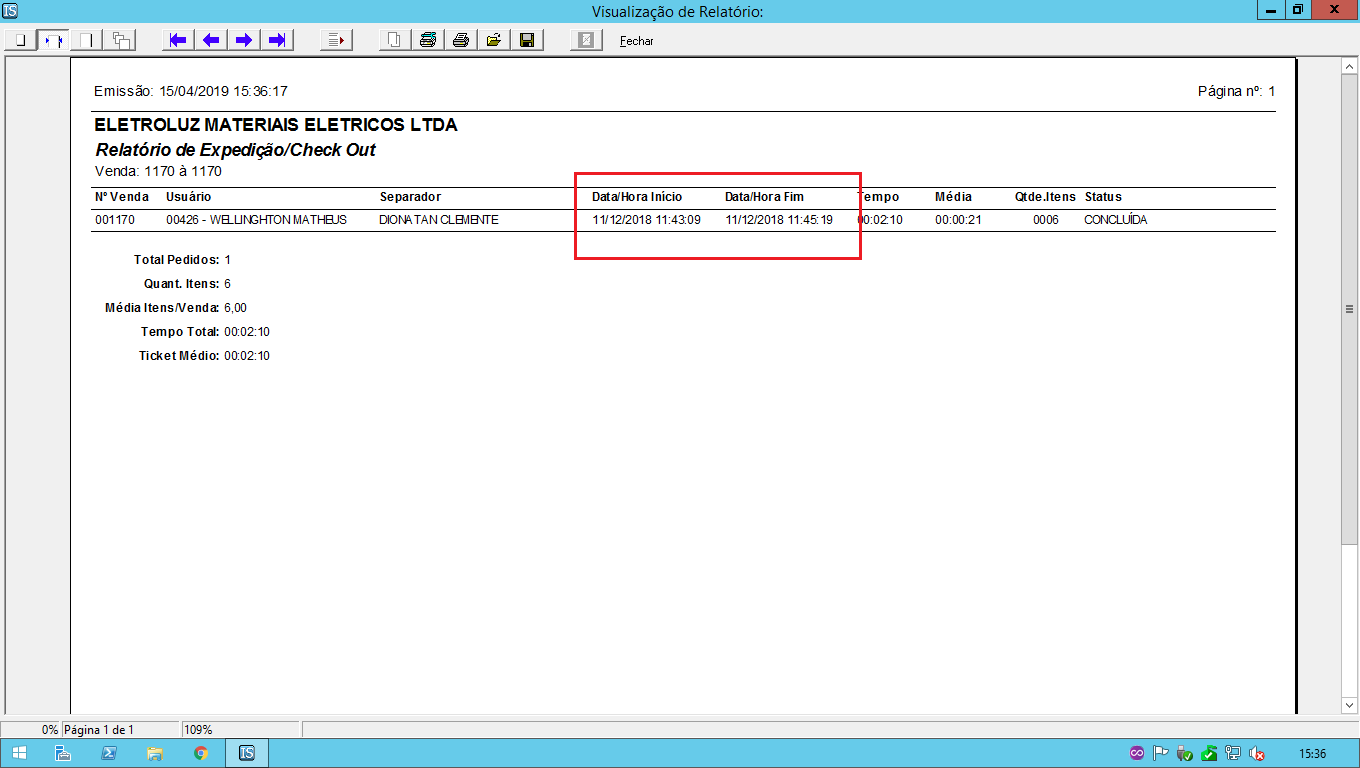 IS
Visualização de Relatório:
Fechar
Emissão: 15/04/2019 15:36:17 Página nº: 1
ELETROLUZ MATERIAIS ELETRICOS LTDA
Relatório de Expedição/Check Out
Venda: 1170 à 1170
Nº Venda Usuário Separador Data/Hora Início Data/Hora Fim Tempo Média Qtde.Itens Status
001170 00426 - WELLINGHTON MATHEUS DIONATAN CLEMENTE 11/12/2018 11:43:09 11/12/2018 11:45:19 00:02:10 00:00:21 0006 CONCLUÍDA
Total Pedidos: 1
Quant. Itens: 6
Média Itens/Venda: 6,00
Tempo Total: 00:02:10
Ticket Médio: 00:02:10
0% Página 1 de 1 109%
IS 15:36